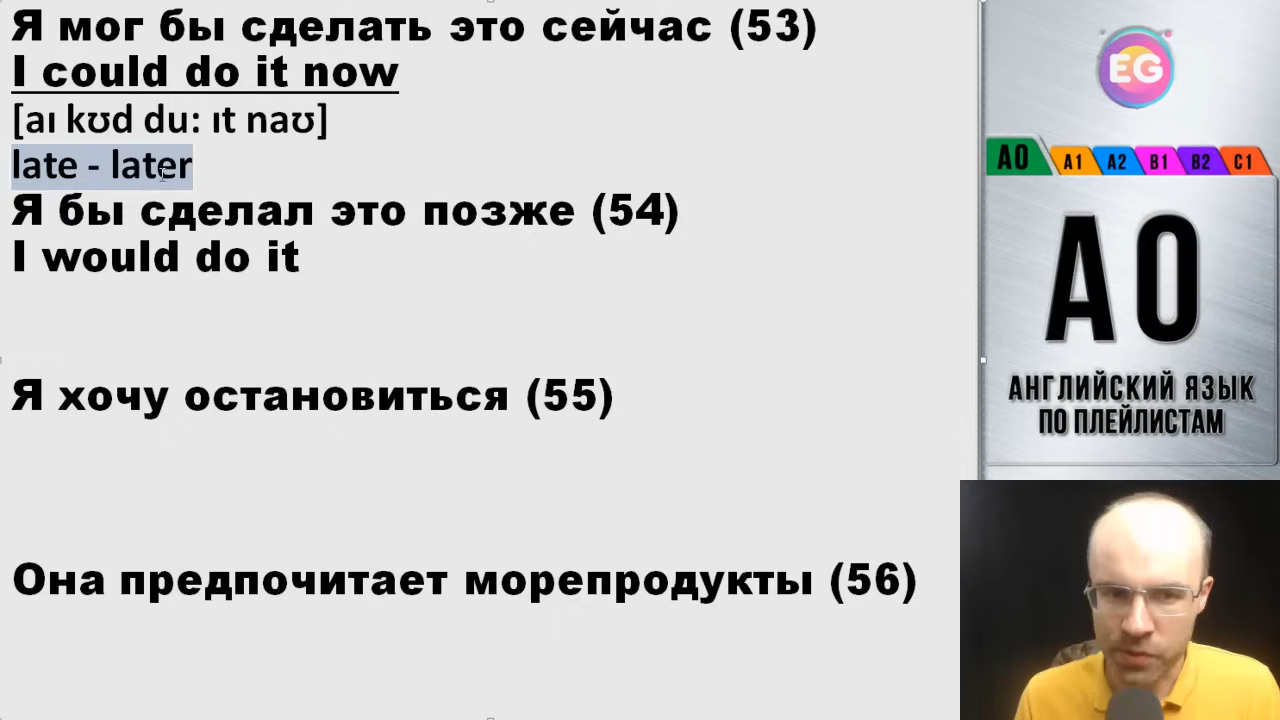 Я мог бы сделать это сейчас (53)
I could do it now
[aı kʊd du: ıt naʊ]
late - later
Я бы сделал это позже (54)
I would do it
Я хочу остановиться (55)
Она предпочитает морепродукты (56)
EG
A0 A1 A2 B1 B2 C1
A0
АНГЛИЙСКИЙ ЯЗЫК
ПО ПЛЕЙЛИСТАМ